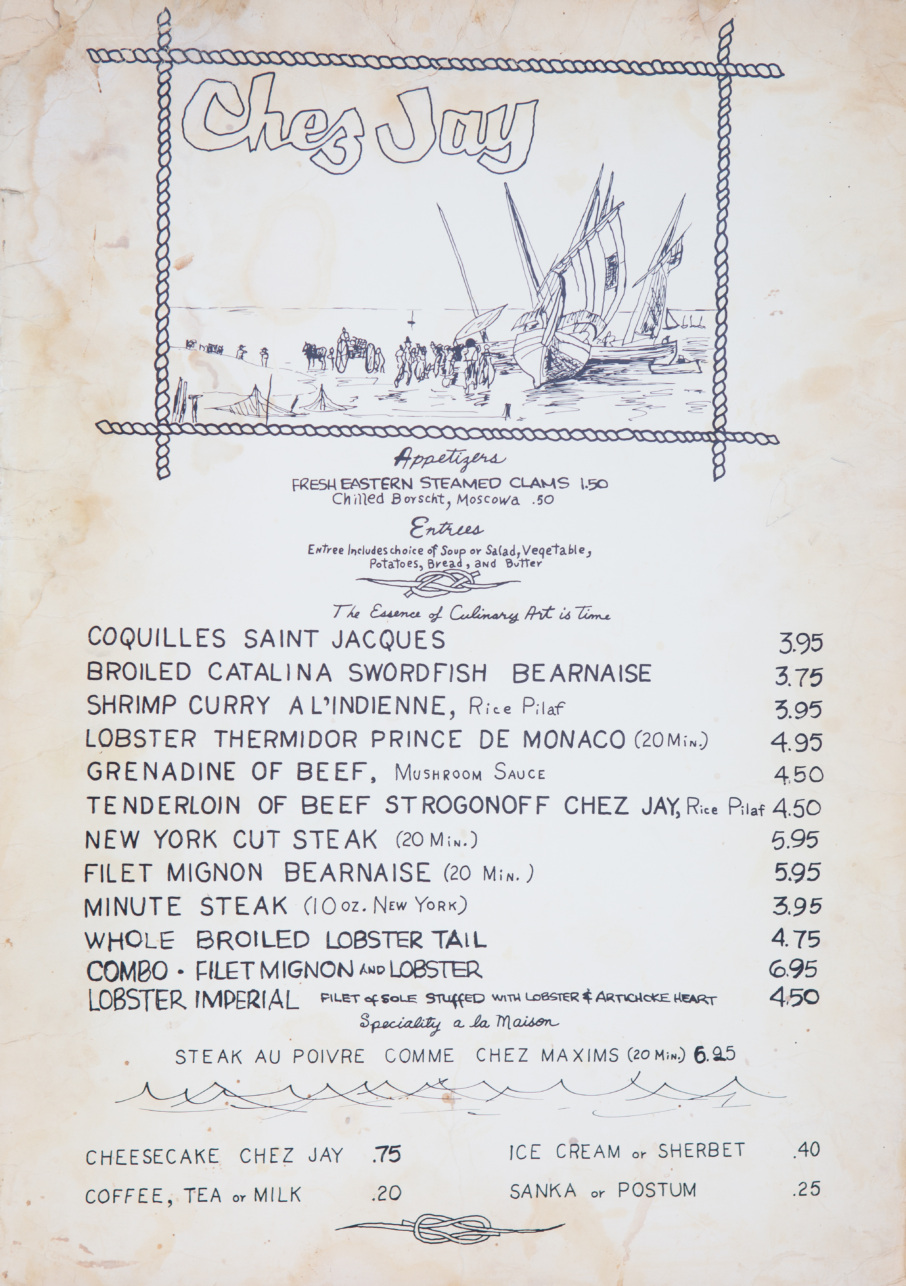 Chez Jay
Appetizers
FRESH EASTERN STEAMED CLAMS 1.50
Chilled Borscht, Moscowa .50
Entrees
Entree Includes choice of Soup or Salad, Vegetable,
Potatoes, Bread, and Butter
The Essence of Culinary Art is Time
COQUILLES SAINT JACQUES 3.95
BROILED CATALINA SWORDFISH BEARNAISE 3.75
SHRIMP CURRY A L'INDIENNE, Rice Pilaf 3.95
LOBSTER THERMIDOR PRINCE DE MONACO (20 Min.) 4.95
GRENADINE OF BEEF, MUSHROOM SAUCE 4.50
TENDERLOIN OF BEEF STROGONOFF CHEZ JAY, Rice Pilaf 4.50
NEW YORK CUT STEAK (20 Min.) 5.95
FILET MIGNON BEARNAISE (20 Min.) 5.95
MINUTE STEAK (10 oz. NEW YORK) 3.95
WHOLE BROILED LOBSTER TAIL 4.75
COMBO • FILET MIGNON AND LOBSTER 6.95
LOBSTER IMPERIAL FILET of SOLE STUFFED WITH LOBSTER & ARTICHOKE HEART 4.50
Speciality a la Maison
STEAK AU POIVRE COMME CHEZ MAXIMS (20 Min.) 6.95
CHEESECAKE CHEZ JAY .75
ICE CREAM or SHERBET .40
COFFEE, TEA or MILK .20
SANKA or POSTUM .25